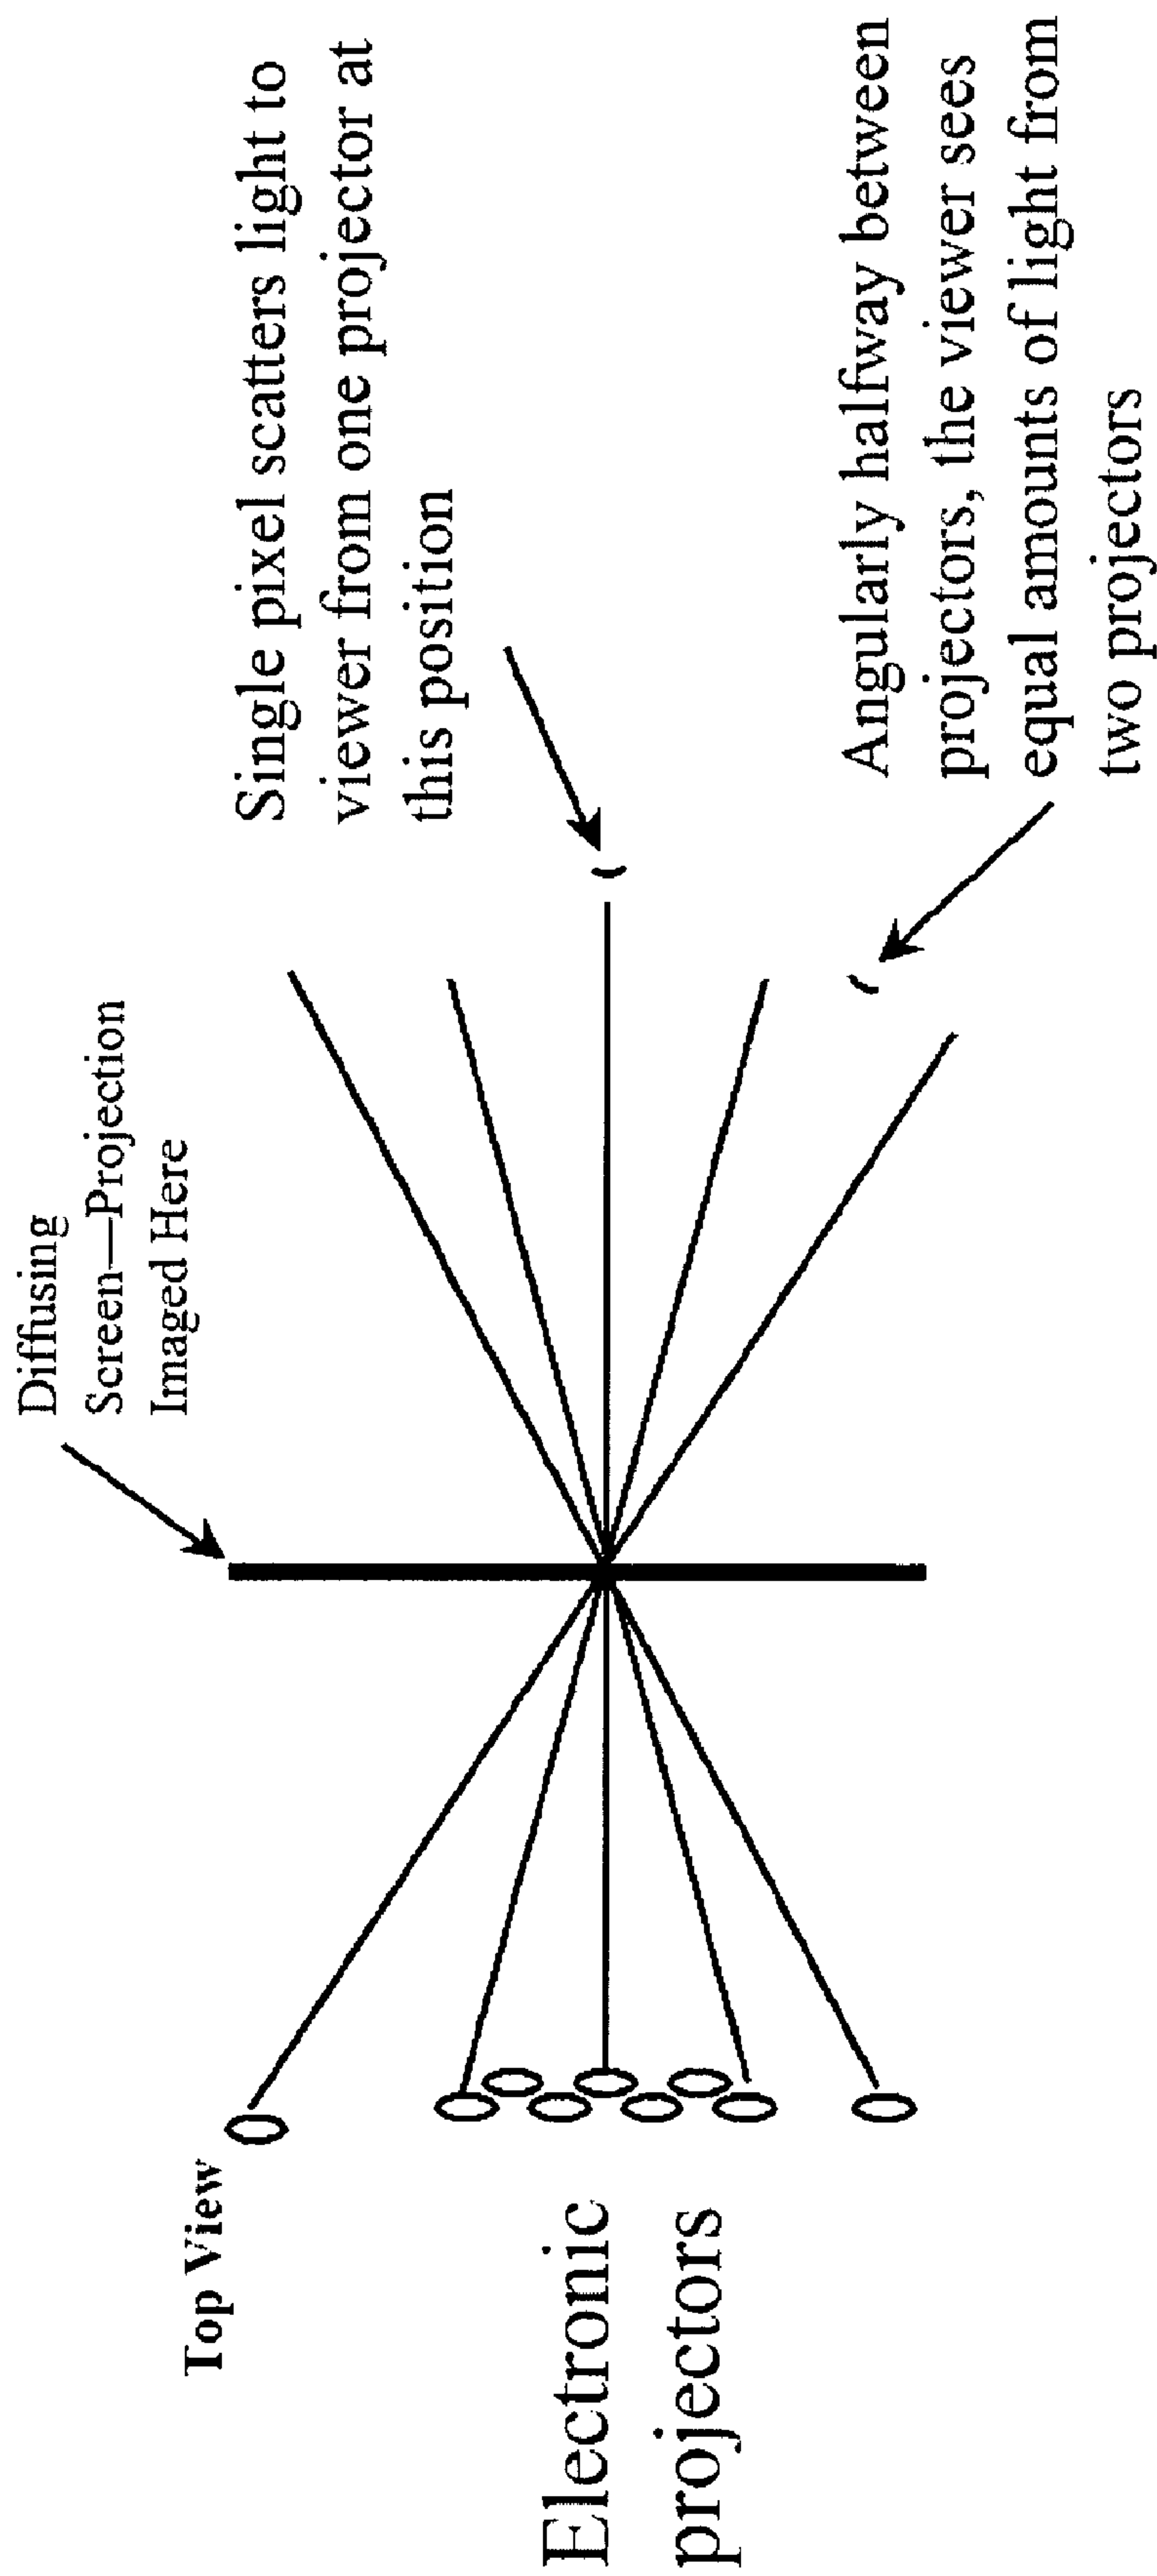 Top View
Electronic
projectors
Diffusing
Screen—Projection
Imaged Here
Single pixel scatters light to
viewer from one projector at
this position
Angularly halfway between
projectors, the viewer sees
equal amounts of light from
two projectors